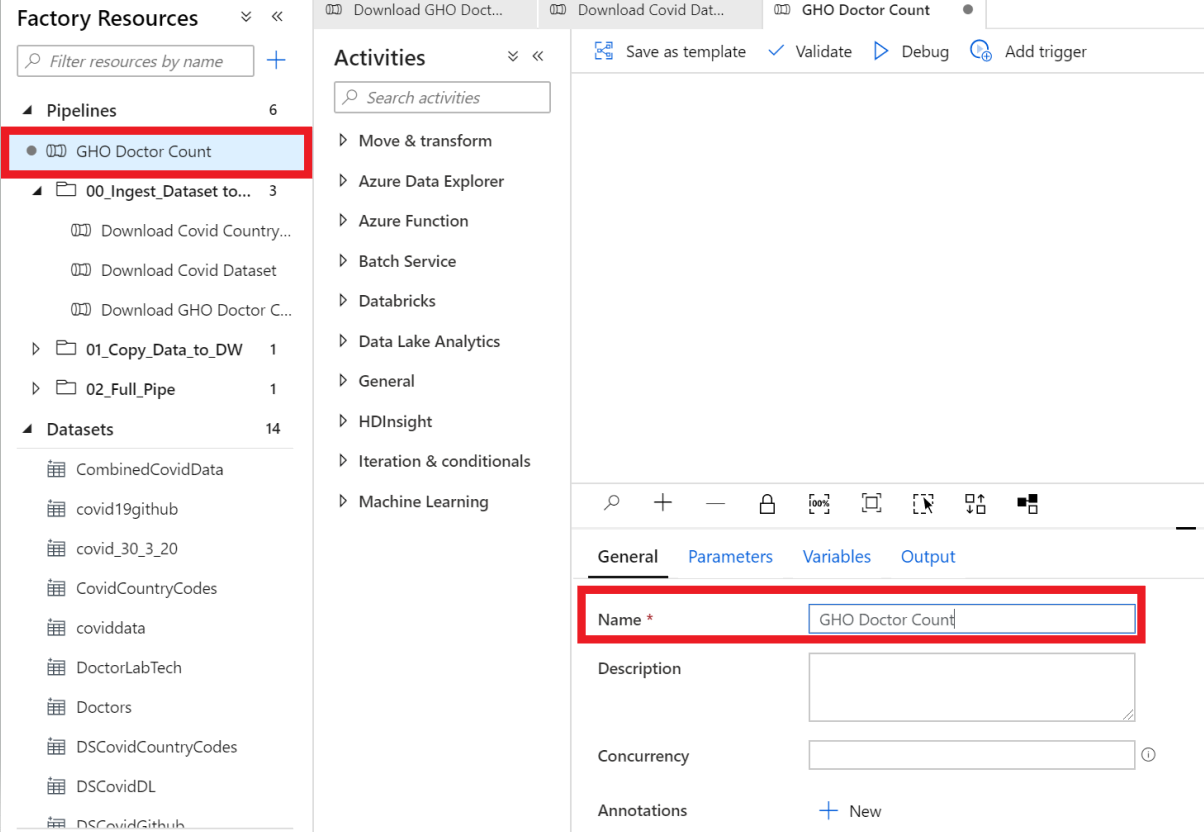 Factory Resources
Filter resources by name
Pipelines 6
GHO Doctor Count
00_Ingest_Dataset to... 3
Download Covid Country...
Download Covid Dataset
Download GHO Doctor C...
01_Copy_Data_to_DW 1
02_Full_Pipe 1
Datasets 14
CombinedCovidData
covid19github
covid_30_3_20
CovidCountryCodes
coviddata
DoctorLabTech
Doctors
DSCovidCountryCodes
DSCovidDL
DSCovidGithub
Download GHO Doct...
Download Covid Dat...
GHO Doctor Count
Activities
Search activities
Move & transform
Azure Data Explorer
Azure Function
Batch Service
Databricks
Data Lake Analytics
General
HDInsight
Iteration & conditionals
Machine Learning
Save as template Validate Debug Add trigger
100%
General Parameters Variables Output
Name * GHO Doctor Count
Description
Concurrency
Annotations New